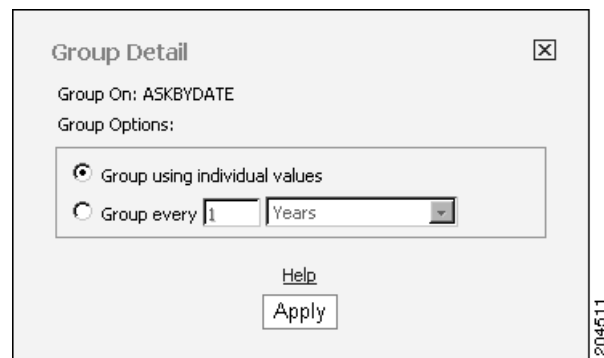 Group Detail
Group On: ASKBYDATE
Group Options:
Group using individual values
Group every 1 Years
Help
Apply
204511